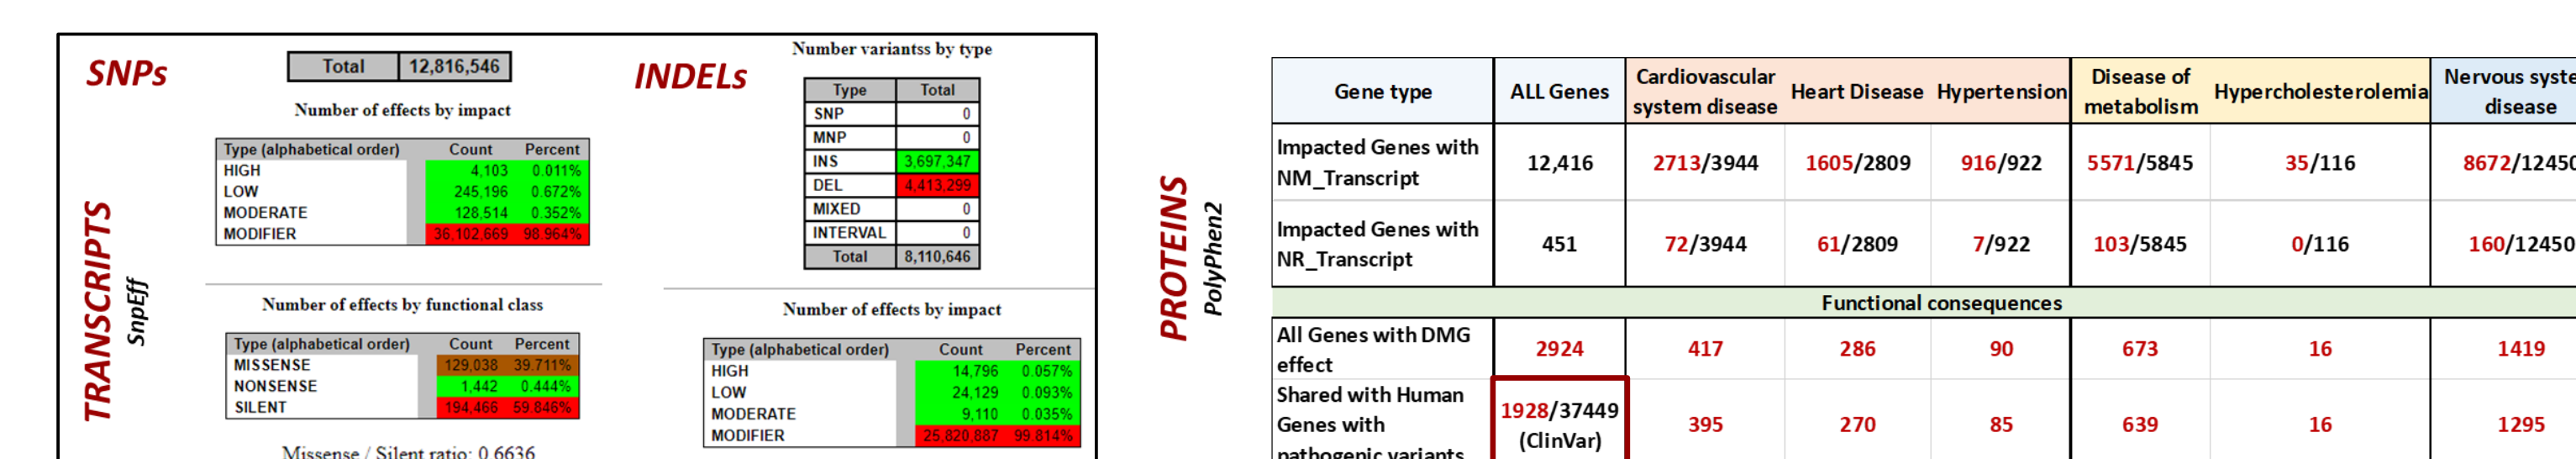 SNPs
Total 12,816,546
Number of effects by impact
Type (alphabetical order) Count Percent
HIGH 4,103 0.011%
LOW 245,196 0.672%
MODERATE 128,514 0.352%
MODIFIER 36,102,669 98.964%
TRANSCRIPTS
SnpEff
Number of effects by functional class
Type (alphabetical order) Count Percent
MISSENSE 129,038 39.711%
NONSENSE 1,442 0.444%
SILENT 194,466 59.846%
Missense / Silent ratio: 0.6636
INDELs
Number variantss by type
Type Total
SNP 0
MNP 0
INS 3,697,347
DEL 4,413,299
MIXED 0
INTERVAL 0
Total 8,110,646
Number of effects by impact
Type (alphabetical order) Count Percent
HIGH 14,796 0.057%
LOW 24,129 0.093%
MODERATE 9,110 0.035%
MODIFIER 25,820,887 99.814%
PROTEINS
PolyPhen2
Gene type ALL Genes Cardiovascular system disease Heart Disease Hypertension Disease of metabolism Hypercholesterolemia Nervous syste disease
Impacted Genes with NM_Transcript 12,416 2713/3944 1605/2809 916/922 5571/5845 35/116 8672/12450
Impacted Genes with NR_Transcript 451 72/3944 61/2809 7/922 103/5845 0/116 160/12450
Functional consequences
All Genes with DMG effect 2924 417 286 90 673 16 1419
Shared with Human Genes with pathogenic variants 1928/37449 (ClinVar) 395 270 85 639 16 1295